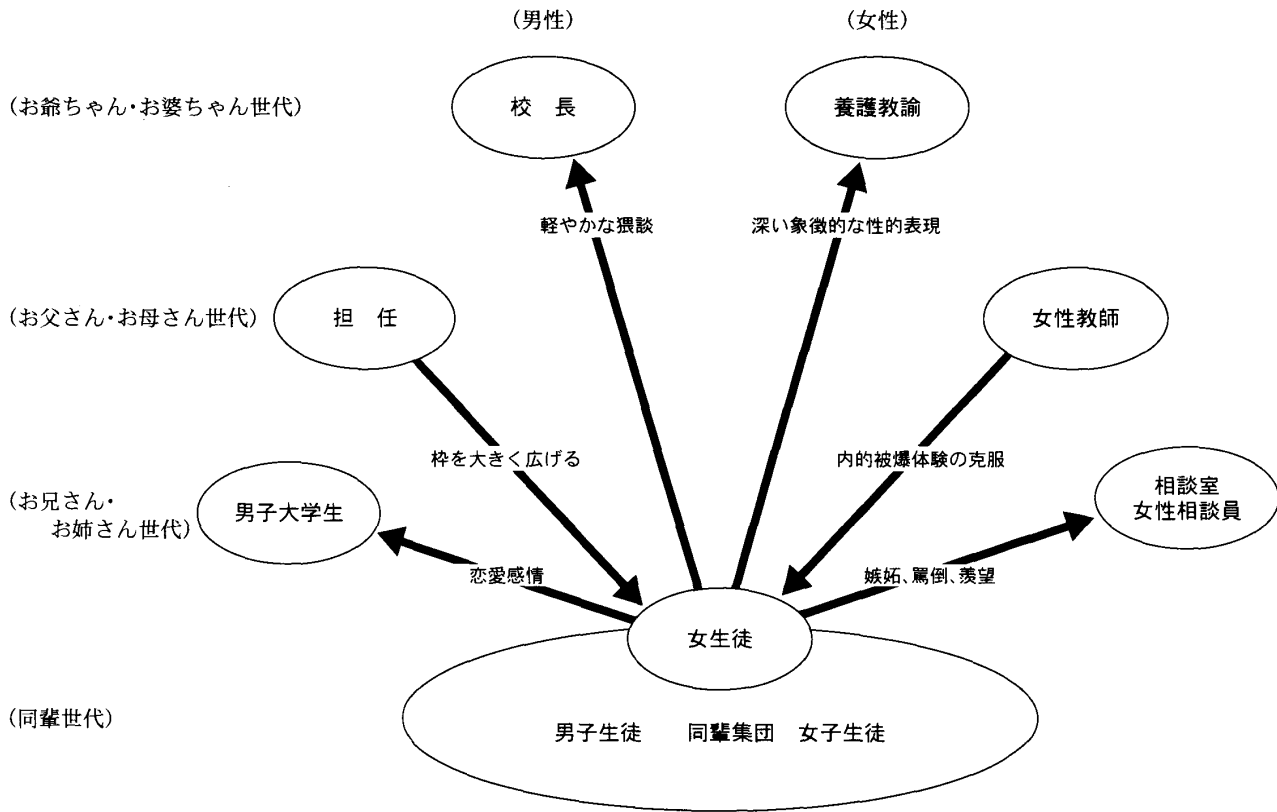 (男性)
(女性)
(お爺ちゃん・お婆ちゃん世代)
校 長
養護教諭
軽やかな猥談
深い象徴的な性的表現
(お父さん・お母さん世代)
担 任
女性教師
枠を大きく広げる
内的被爆体験の克服
(お兄さん・
お姉さん世代)
男子大学生
相談室
女性相談員
恋愛感情
嫉妬、罵倒、羨望
女生徒
(同輩世代)
男子生徒 同輩集団 女子生徒